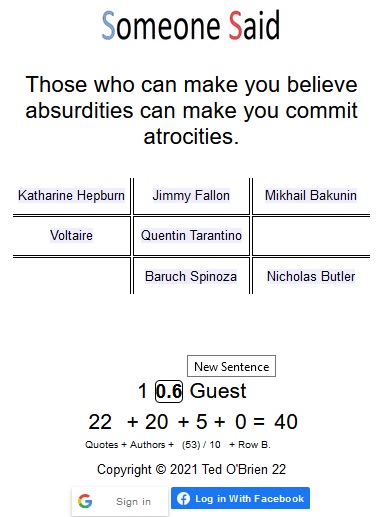 Someone Said
Those who can make you believe
absurdities can make you commit
atrocities.
Katharine Hepburn Jimmy Fallon Mikhail Bakunin
Voltaire Quentin Tarantino
Baruch Spinoza Nicholas Butler
New Sentence
1 0.6 Guest
22 + 20 + 5 + 0 = 40
Quotes + Authors + (53) / 10 + Row B.
Copyright © 2021 Ted O'Brien 22
G Sign in f Log in With Facebook